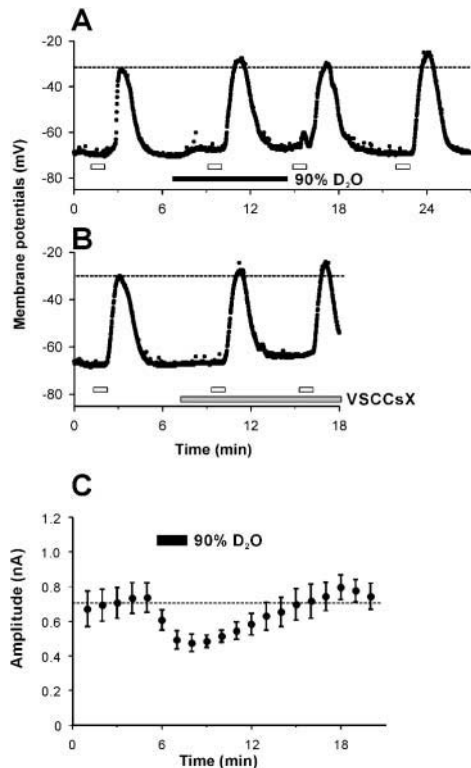 A
-20
-40
-60
-80
0 6 12 18 24
90% D₂O
Membrane potentials (mV)
B
-20
-40
-60
-80
0 6 12 18
VSCCsX
Time (min)
C
1.2
1.0
0.8
0.6
0.4
0.2
0
90% D₂O
Amplitude (nA)
0 6 12 18
Time (min)